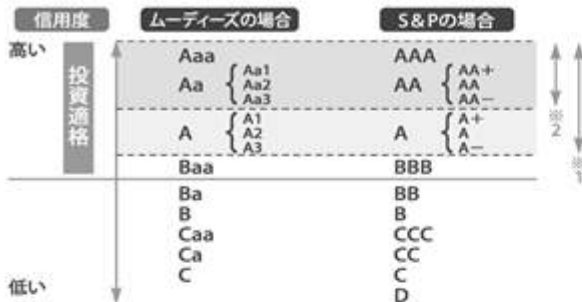 信用度 ムーディーズの場合 S&Pの場合
高い
投資適格
Aaa AAA
Aa { Aa1 Aa2 Aa3 AA { AA+ AA AA−
A { A1 A2 A3 A { A+ A A−
※2
※1
Baa BBB
Ba BB
B B
Caa CCC
Ca CC
C C
低い D